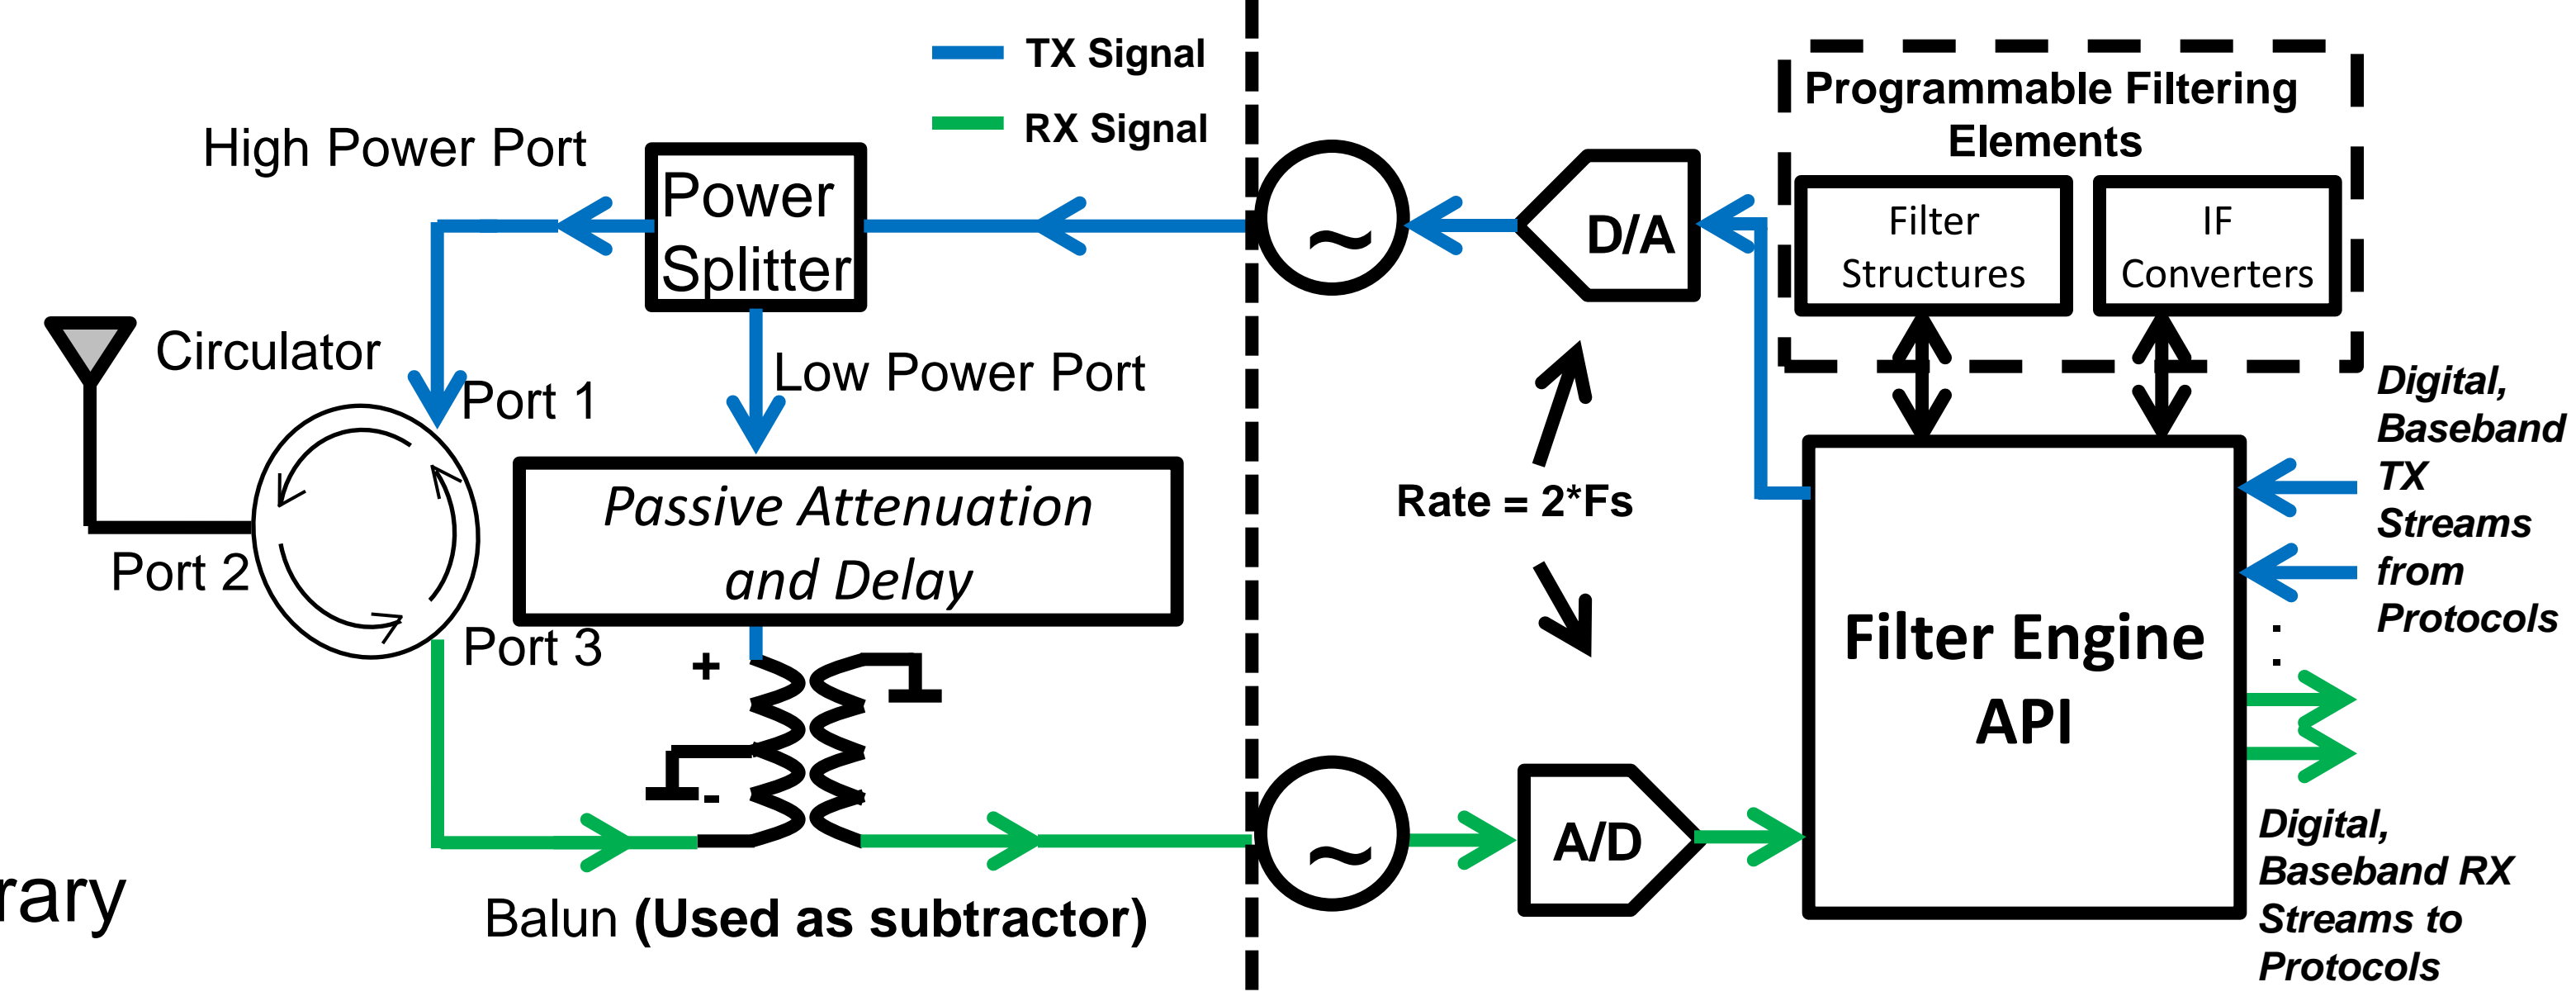 TX Signal
RX Signal
High Power Port
Power
Splitter
Circulator
Port 1
Low Power Port
Port 2
Passive Attenuation
and Delay
Port 3
+
-
Balun (Used as subtractor)
rary
~
D/A
Rate = 2*Fs
~
A/D
Programmable Filtering
Elements
Filter
Structures
IF
Converters
Filter Engine
API
Digital,
Baseband
TX
Streams
from
Protocols
Digital,
Baseband RX
Streams to
Protocols